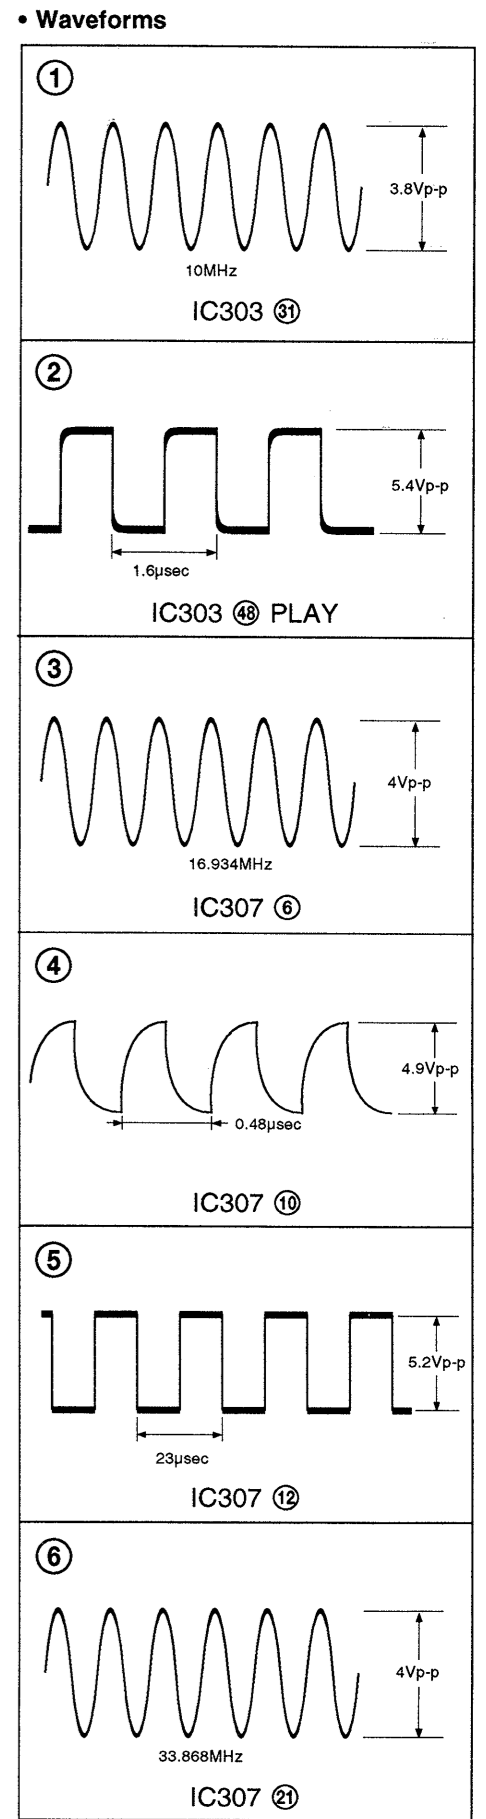 • Waveforms
①
3.8Vp-p
10MHz
IC303 ㉛
②
5.4Vp-p
1.6µsec
IC303 ㊽ PLAY
③
4Vp-p
16.934MHz
IC307 ⑥
④
4.9Vp-p
0.48µsec
IC307 ⑩
⑤
5.2Vp-p
23µsec
IC307 ⑫
⑥
4Vp-p
33.868MHz
IC307 ㉑